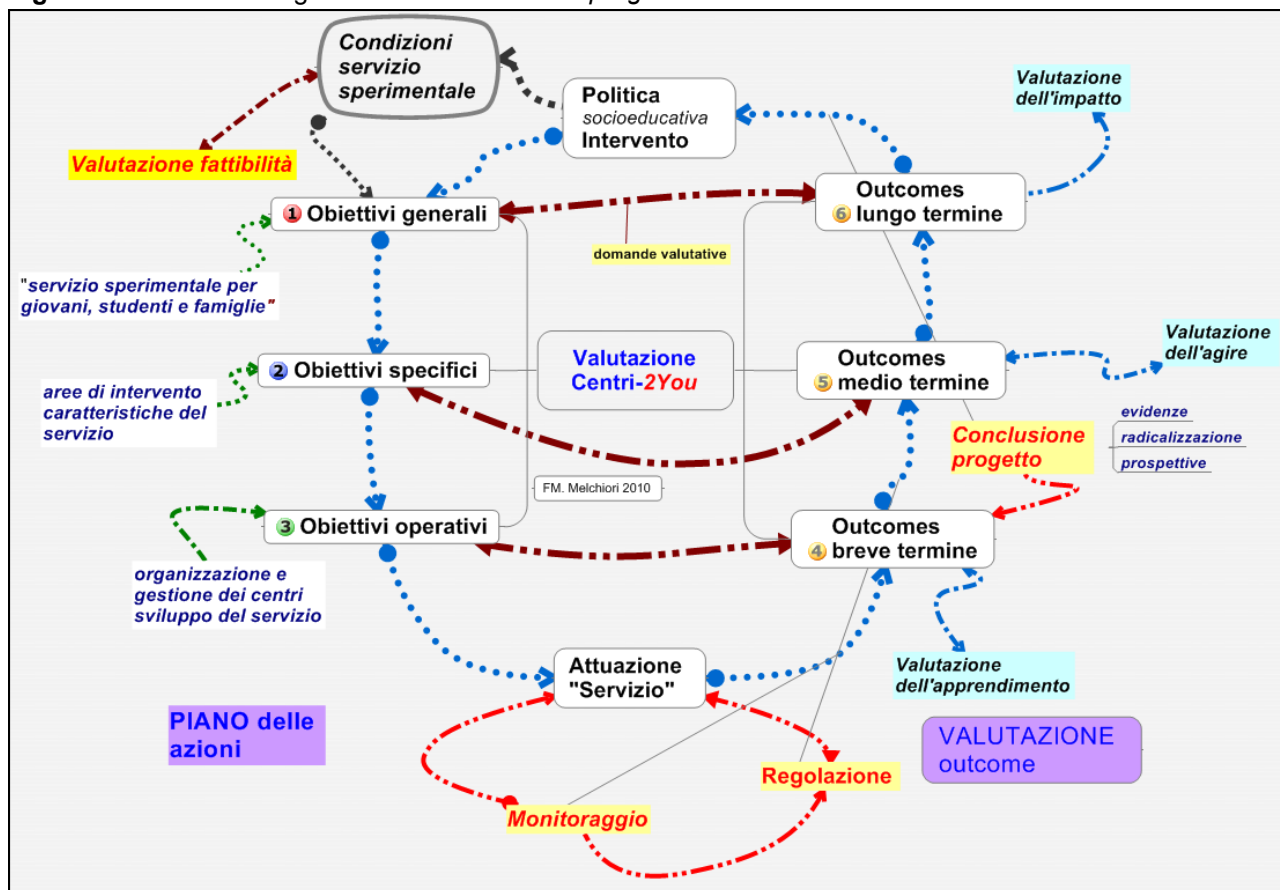 Condizioni
servizio
sperimentale
Politica
socioeducativa
Intervento
Valutazione
dell'impatto
Valutazione fattibilità
1 Obiettivi generali
Outcomes
6 lungo termine
domande valutative
"servizio sperimentale per
giovani, studenti e famiglie"
2 Obiettivi specifici
Valutazione
Centri-2You
Outcomes
5 medio termine
Valutazione
dell'agire
aree di intervento
caratteristiche del
servizio
Conclusione
progetto
evidenze
radicalizzazione
prospettive
FM. Melchiori 2010
3 Obiettivi operativi
Outcomes
4 breve termine
organizzazione e
gestione dei centri
sviluppo del servizio
Attuazione
"Servizio"
Valutazione
dell'apprendimento
PIANO delle
azioni
VALUTAZIONE
outcome
Regolazione
Monitoraggio